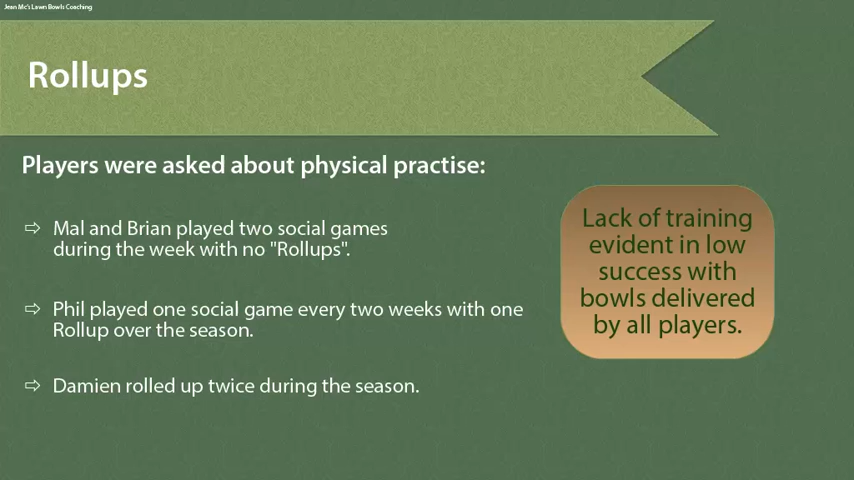 Jean Mc's Lawn Bowls Coaching
Rollups
Players were asked about physical practise:
⇨ Mal and Brian played two social games
during the week with no "Rollups".
⇨ Phil played one social game every two weeks with one
Rollup over the season.
⇨ Damien rolled up twice during the season.
Lack of training
evident in low
success with
bowls delivered
by all players.